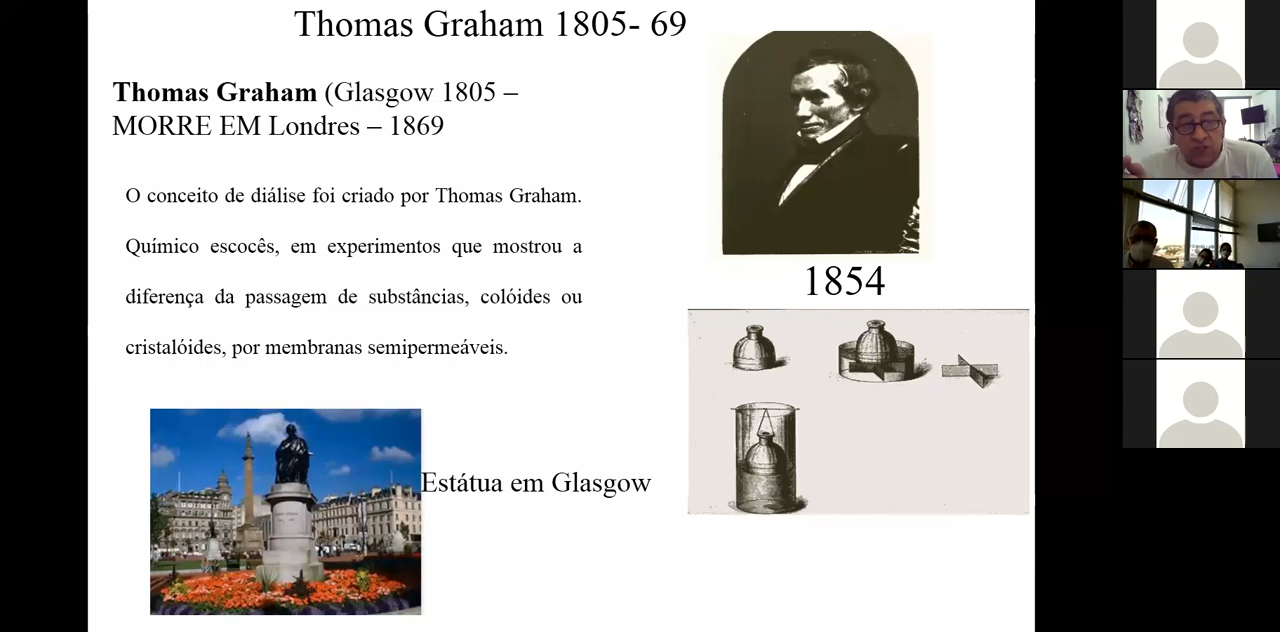 Thomas Graham 1805- 69
Thomas Graham (Glasgow 1805 –
MORRE EM Londres – 1869
O conceito de diálise foi criado por Thomas Graham.
Químico escocês, em experimentos que mostrou a
diferença da passagem de substâncias, colóides ou
cristalóides, por membranas semipermeáveis.
1854
Estátua em Glasgow